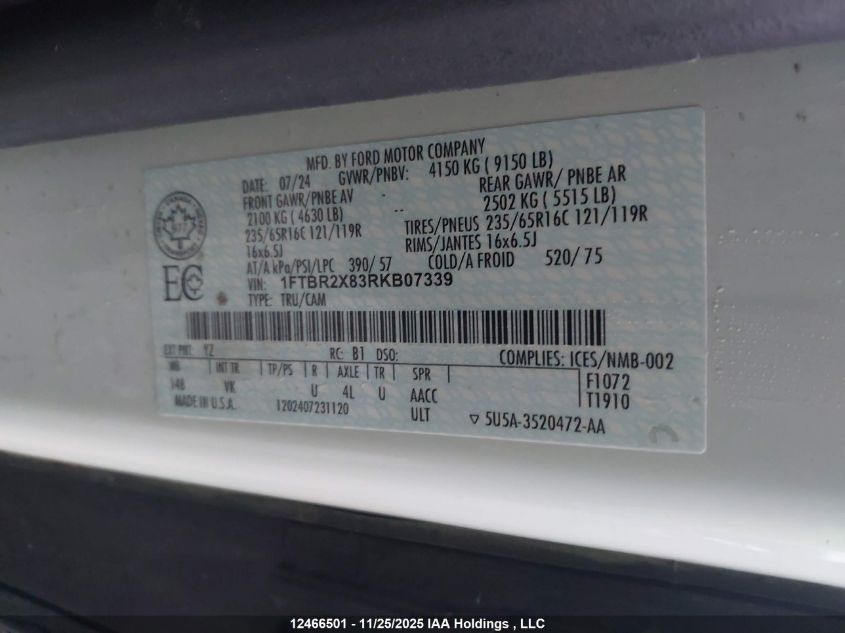 MFD. BY FORD MOTOR COMPANY
DATE: 07/24 GVWR/PNBV: 4150 KG ( 9150 LB)
FRONT GAWR/PNBE AV -- REAR GAWR/ PNBE AR
2100 KG ( 4630 LB) -- 2502 KG ( 5515 LB)
235/65R16C 121/119R TIRES/PNEUS 235/65R16C 121/119R
16x6.5J RIMS/JANTES 16x6.5J
AT/A kPa/PSI/LPC 390/ 57 COLD/A FROID 520/ 75
VIN: 1FTBR2X83RKB07339
TYPE: TRU/CAM
CANADA
EC
EXT PNT: YZ RC: B1 DSO: COMPLIES: ICES/NMB-002
WB INT TR TP/PS R AXLE TR SPR F1072
148 VK U 4L U AACC T1910
MADE IN U.S.A. 1202407231120 ULT ▽ 5U5A-3520472-AA
12466501 - 11/25/2025 IAA Holdings , LLC